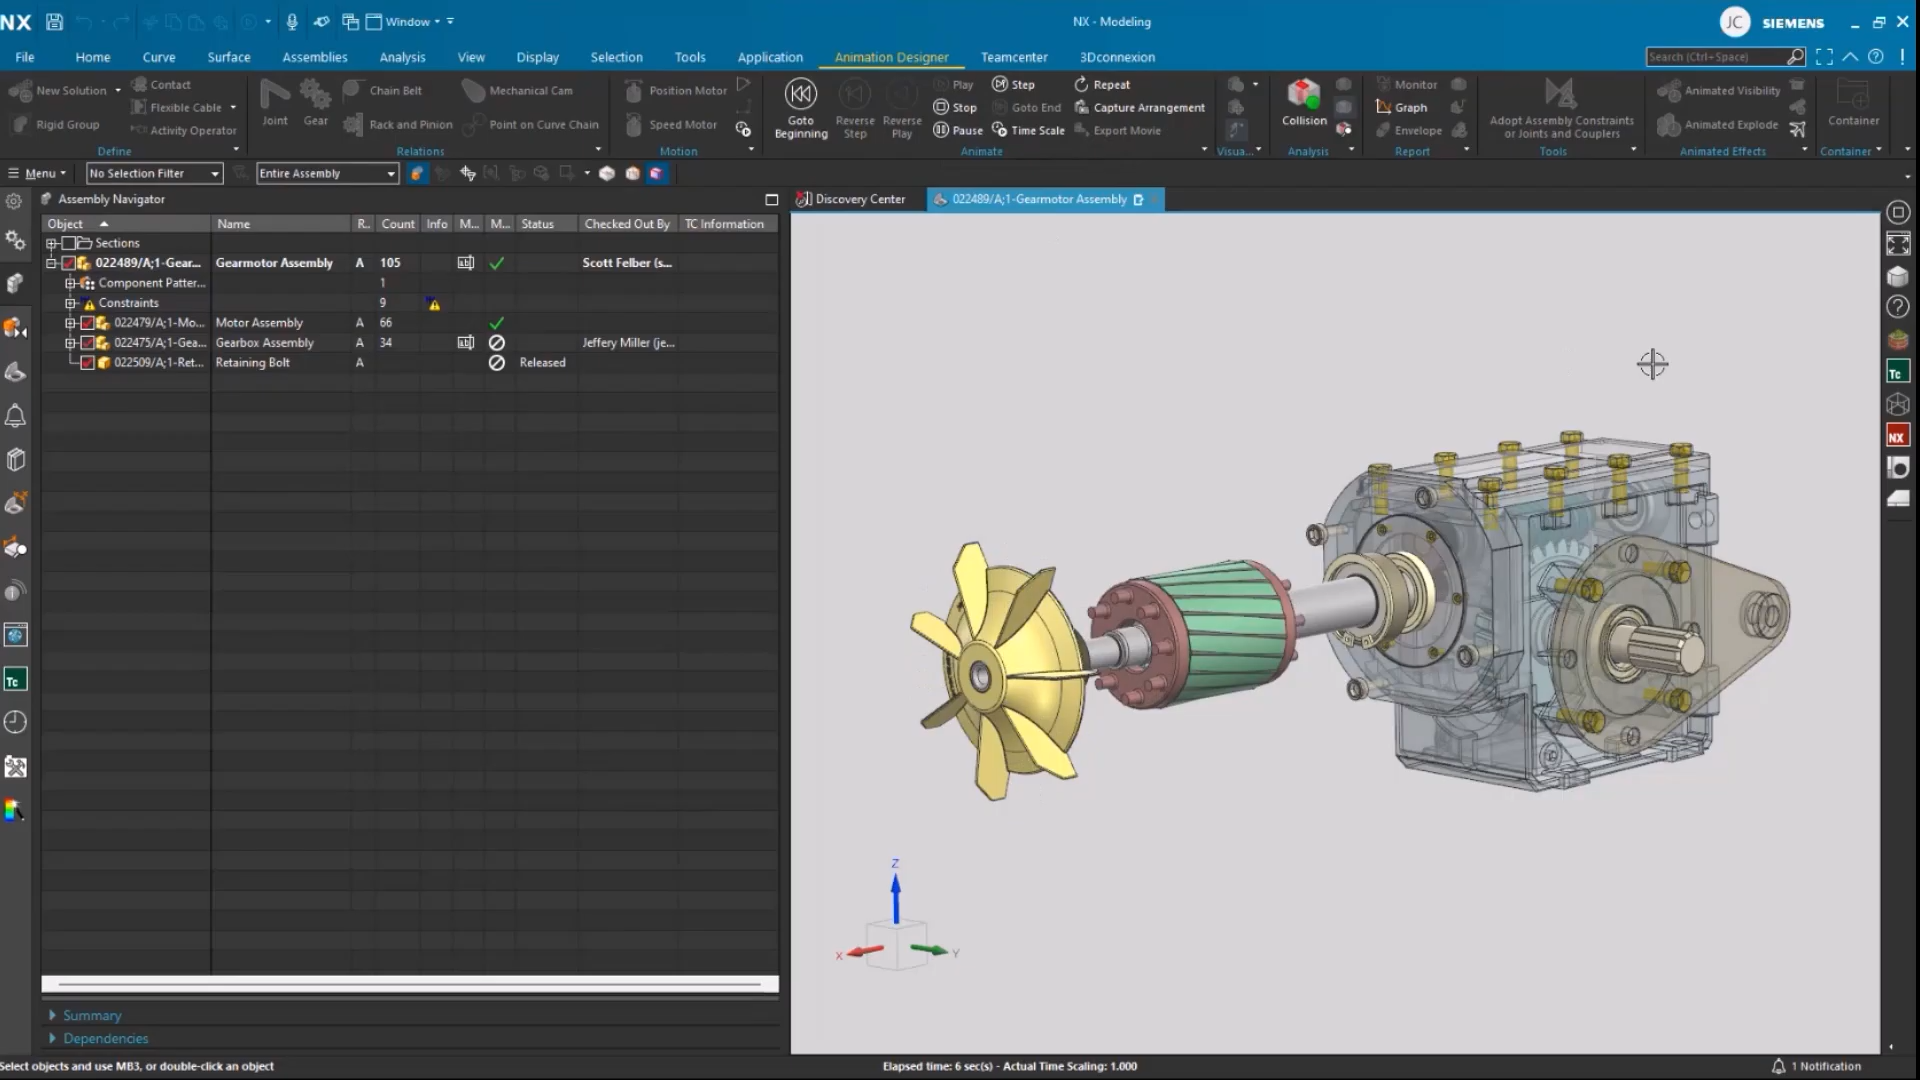 NX
Window
NX - Modeling
JC
SIEMENS
File Home Curve Surface Assemblies Analysis View Display Selection Tools Application Animation Designer Teamcenter 3Dconnexion
Search (Ctrl+Space)
New Solution
Rigid Group
Contact
Flexible Cable
Activity Operator
Define
Joint
Gear
Chain Belt
Rack and Pinion
Mechanical Cam
Point on Curve Chain
Relations
Position Motor
Speed Motor
Motion
Goto Beginning
Reverse Step
Reverse Play
Play
Stop
Pause
Step
Goto End
Time Scale
Repeat
Capture Arrangement
Export Movie
Animate
Visua...
Collision
Analysis
Monitor
Graph
Envelope
Report
Adopt Assembly Constraints
or Joints and Couplers
Tools
Animated Visibility
Animated Explode
Animated Effects
Container
Container
Menu
No Selection Filter
Entire Assembly
Assembly Navigator
Object Name R.. Count Info M... M... Status Checked Out By TC Information
Sections
022489/A;1-Gear... Gearmotor Assembly A 105 Scott Felber (s...
Component Patter... 1
Constraints 9
022479/A;1-Mo... Motor Assembly A 66
022475/A;1-Gea... Gearbox Assembly A 34 Jeffery Miller (je...
022509/A;1-Ret... Retaining Bolt A Released
Summary
Dependencies
Discovery Center
022489/A;1-Gearmotor Assembly
Z
X
Y
Tc
Tc
NX
Select objects and use MB3, or double-click an object
Elapsed time: 6 sec(s) - Actual Time Scaling: 1.000
1 Notification